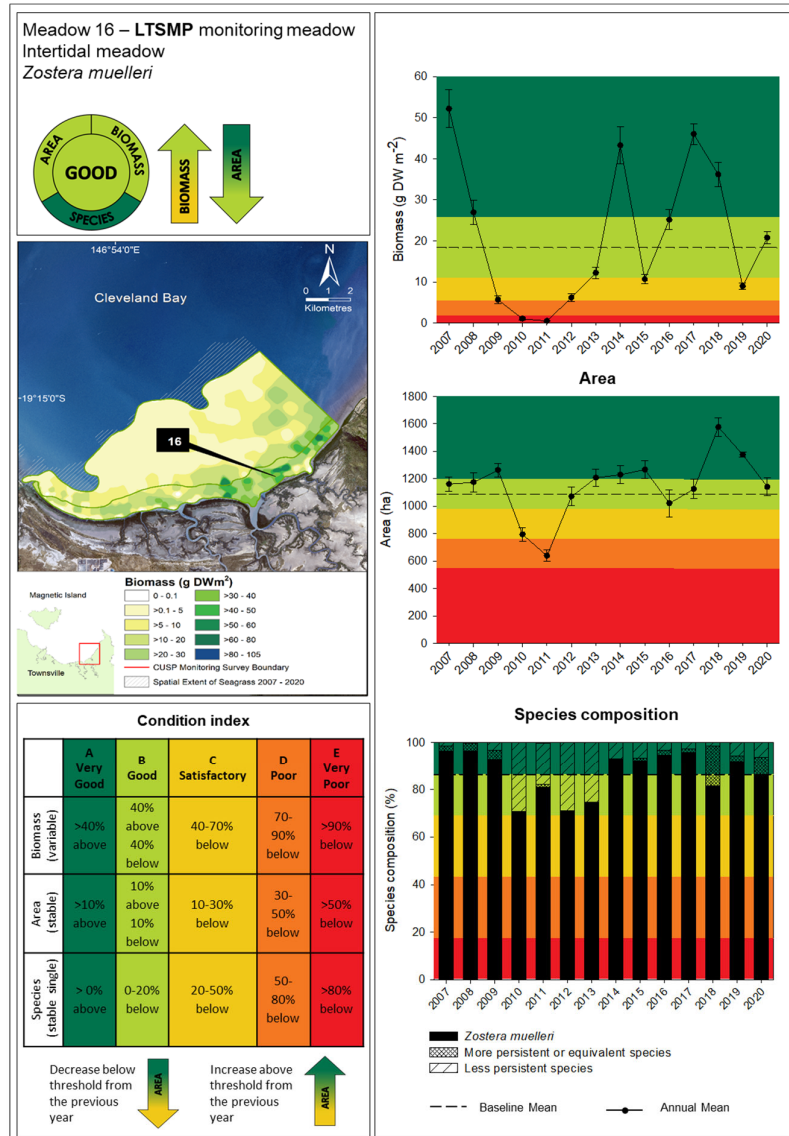 Meadow 16 – LTSMP monitoring meadow
Intertidal meadow
Zostera muelleri
AREA
BIOMASS
GOOD
SPECIES
BIOMASS
AREA
146°54'0"E
Cleveland Bay
N
0 1 2
Kilometres
19°15'0"S
16
Biomass (g DWm²)
0 - 0.1
>0.1 - 5
>5 - 10
>10 - 20
>20 - 30
>30 - 40
>40 - 50
>50 - 60
>60 - 80
>80 - 105
CUSP Monitoring Survey Boundary
Spatial Extent of Seagrass 2007 - 2020
Magnetic Island
Townsville
Condition index
A
Very
Good
B
Good
C
Satisfactory
D
Poor
E
Very
Poor
Biomass
(variable)
>40%
above
40%
above
40%
below
40-70%
below
70-
90%
below
>90%
below
Area
(stable)
>10%
above
10%
above
10%
below
10-30%
below
30-
50%
below
>50%
below
Species
(stable single)
> 0%
above
0-20%
below
20-50%
below
50-
80%
below
>80%
below
Decrease below
threshold from
the previous
year
AREA
Increase above
threshold from
the previous
year
AREA
Biomass (g DW m⁻²)
60
50
40
30
20
10
0
2007 2008 2009 2010 2011 2012 2013 2014 2015 2016 2017 2018 2019 2020
Area
Area (ha)
1800
1600
1400
1200
1000
800
600
400
200
0
2007 2008 2009 2010 2011 2012 2013 2014 2015 2016 2017 2018 2019 2020
Species composition
Species composition (%)
100
80
60
40
20
0
2007 2008 2009 2010 2011 2012 2013 2014 2015 2016 2017 2018 2019 2020
Zostera muelleri
More persistent or equivalent species
Less persistent species
Baseline Mean
Annual Mean